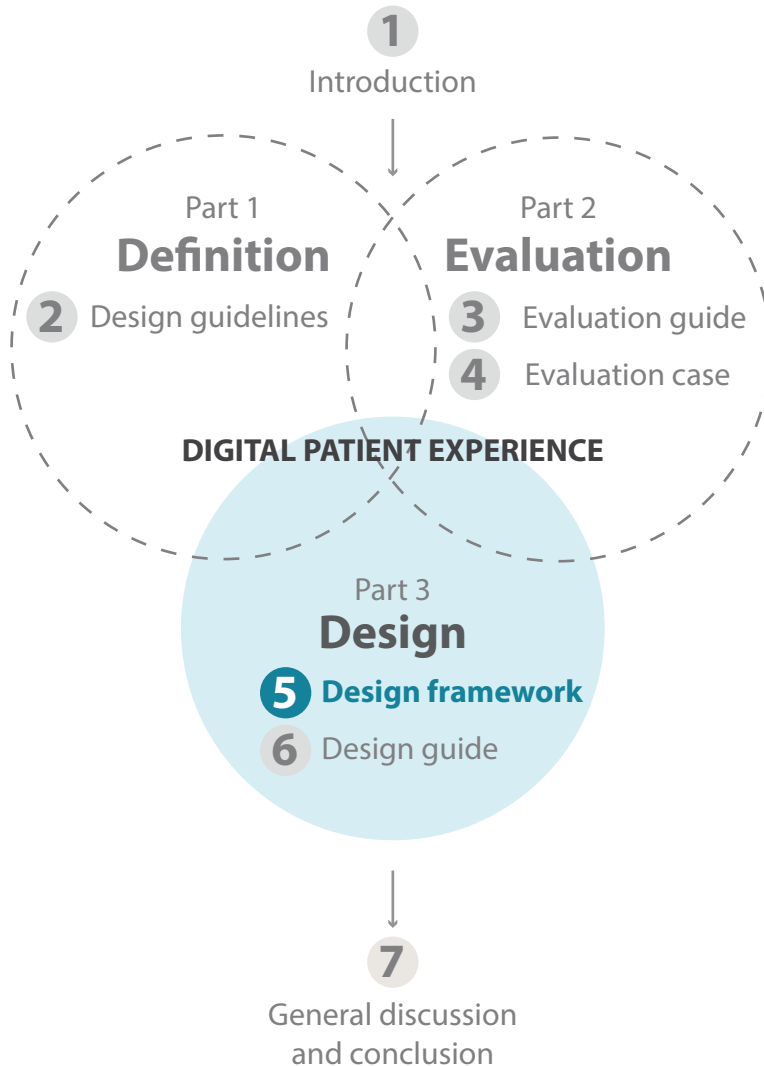 1
Introduction
Part 1
Definition
2 Design guidelines
Part 2
Evaluation
3 Evaluation guide
4 Evaluation case
DIGITAL PATIENT EXPERIENCE
Part 3
Design
5 Design framework
6 Design guide
7
General discussion
and conclusion